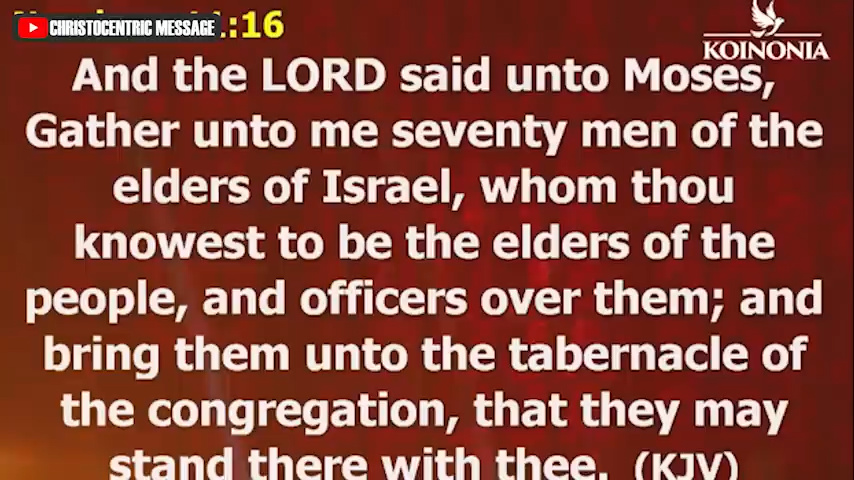 CHRISTOCENTRIC MESSAGE
:16
KOINONIA
And the LORD said unto Moses,
Gather unto me seventy men of the
elders of Israel, whom thou
knowest to be the elders of the
people, and officers over them; and
bring them unto the tabernacle of
the congregation, that they may
stand there with thee. (KJV)